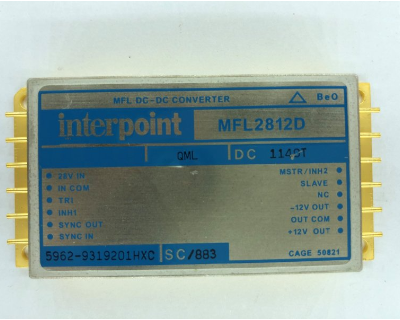 MFL DC-DC CONVERTER △ BeO
interpoint MFL2812D
QML DC 1140T
28V IN
IN COM
TRI
INH1
SYNC OUT
SYNC IN
MSTR/INH2
SLAVE
NC
-12V OUT
OUT COM
+12V OUT
5962-9319201HXC SC/883 CAGE 50821